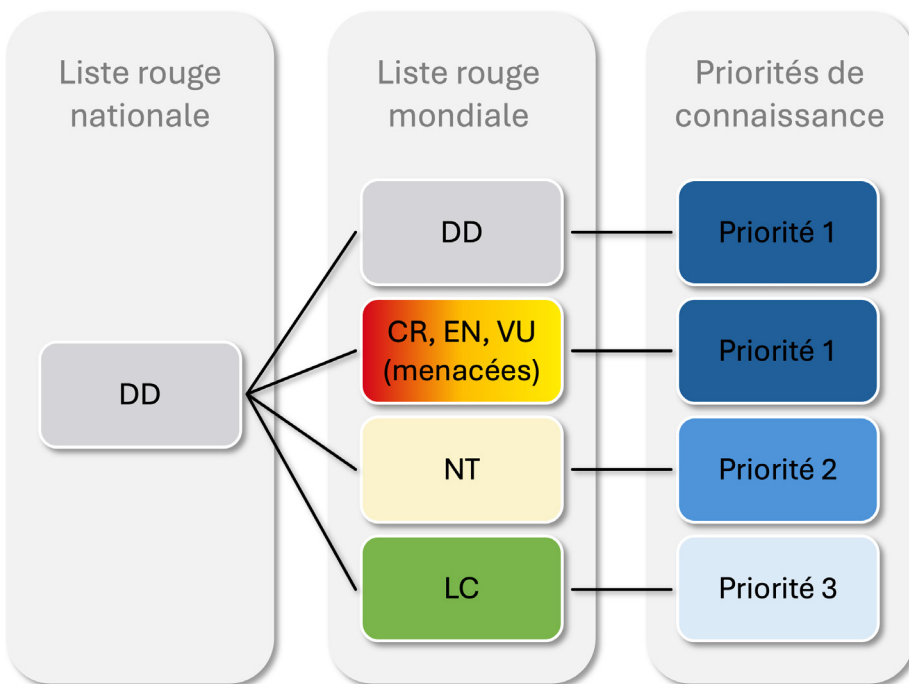 Liste rouge
nationale
Liste rouge
mondiale
Priorités de
connaissance
DD
DD
Priorité 1
CR, EN, VU
(menacées)
Priorité 1
NT
Priorité 2
LC
Priorité 3